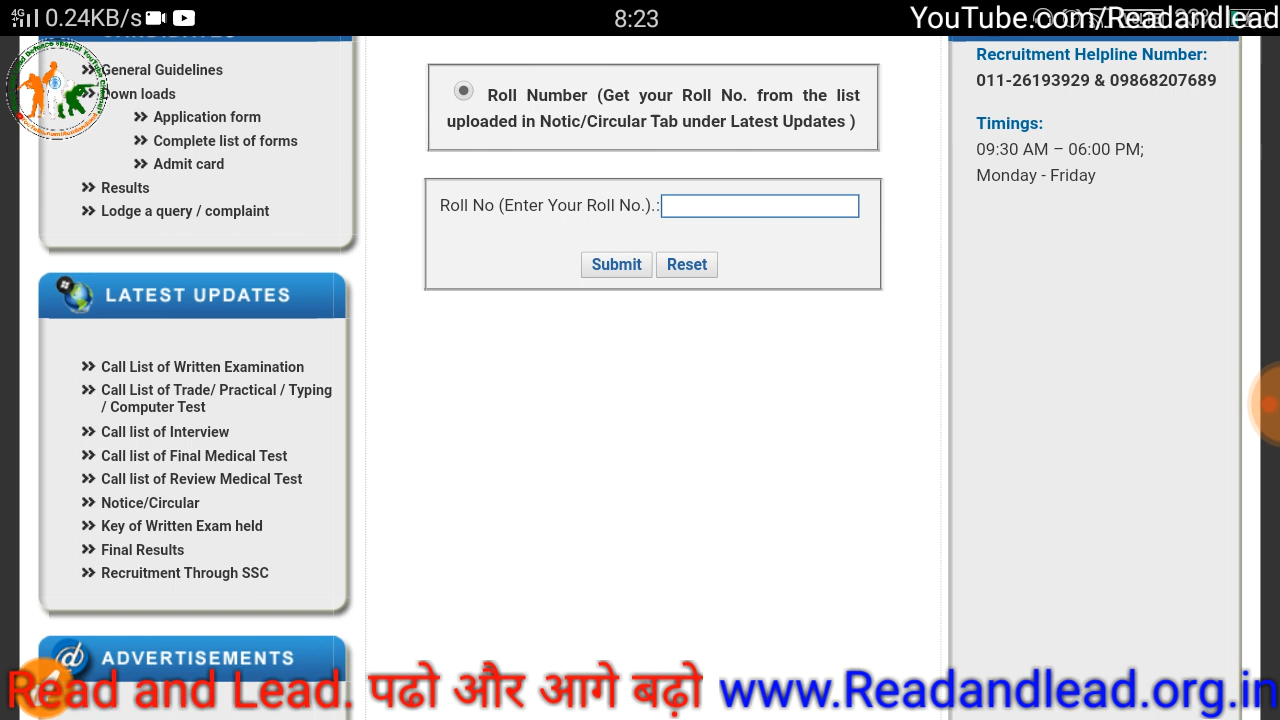 4G 0.24KB/s
8:23
YouTube.com/Readandlead
CANDIDATES
General Guidelines
Down loads
Application form
Complete list of forms
Admit card
Results
Lodge a query / complaint
Roll Number (Get your Roll No. from the list
uploaded in Notic/Circular Tab under Latest Updates )
Roll No (Enter Your Roll No.).:
Submit
Reset
Recruitment Helpline Number:
011-26193929 & 09868207689
Timings:
09:30 AM – 06:00 PM;
Monday - Friday
LATEST UPDATES
Call List of Written Examination
Call List of Trade/ Practical / Typing
/ Computer Test
Call list of Interview
Call list of Final Medical Test
Call list of Review Medical Test
Notice/Circular
Key of Written Exam held
Final Results
Recruitment Through SSC
ADVERTISEMENTS
Read and Lead. पढो और आगे बढ़ो www.Readandlead.org.in